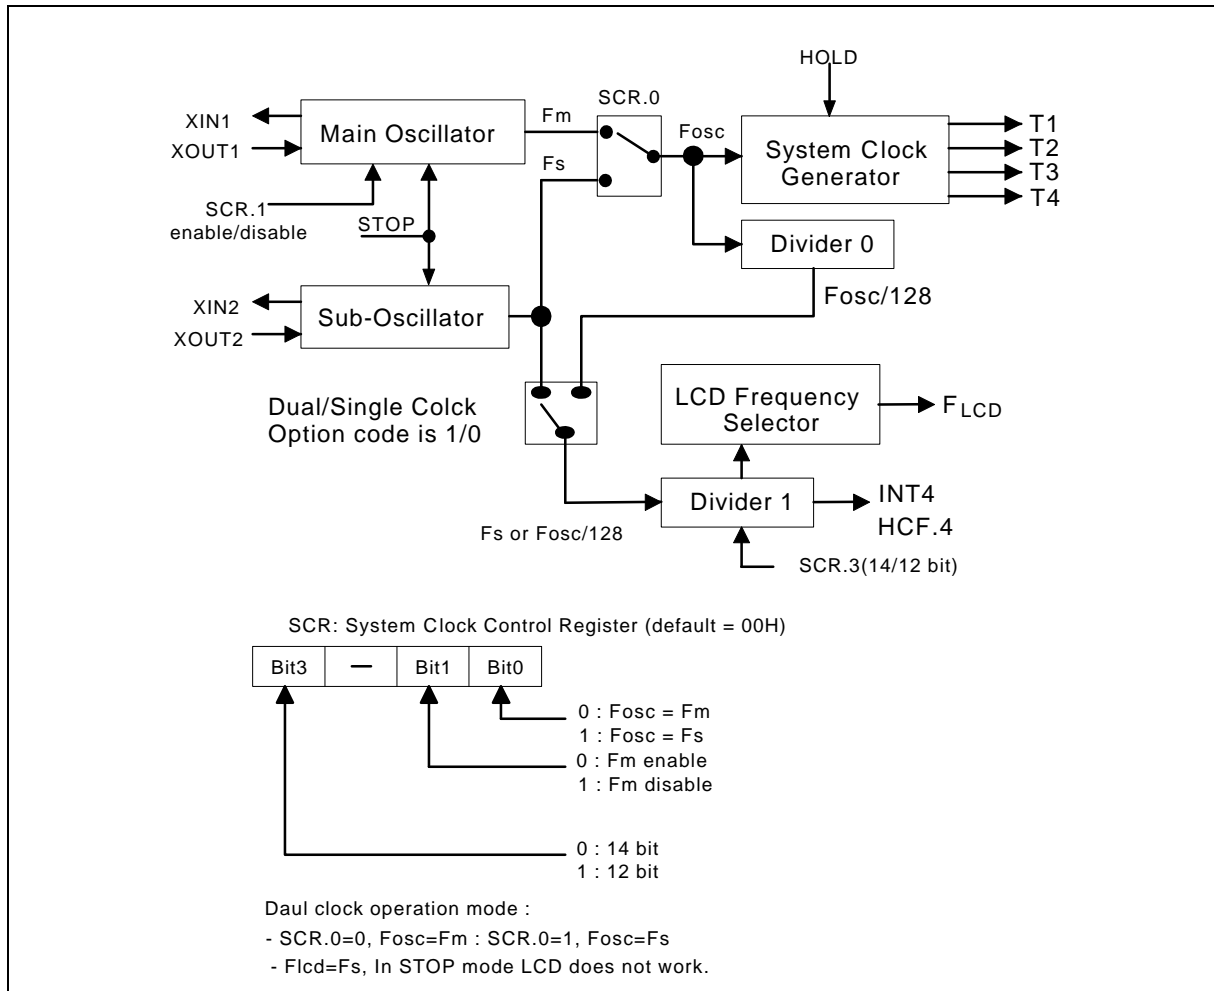 HOLD
SCR.0
XIN1
XOUT1
Main Oscillator
Fm
Fs
Fosc
System Clock
Generator
T1
T2
T3
T4
SCR.1
enable/disable
STOP
Divider 0
Fosc/128
XIN2
XOUT2
Sub-Oscillator
Dual/Single Colck
Option code is 1/0
LCD Frequency
Selector
FLCD
Divider 1
INT4
HCF.4
Fs or Fosc/128
SCR.3(14/12 bit)
SCR: System Clock Control Register (default = 00H)
Bit3 — Bit1 Bit0
0 : Fosc = Fm
1 : Fosc = Fs
0 : Fm enable
1 : Fm disable
0 : 14 bit
1 : 12 bit
Daul clock operation mode :
- SCR.0=0, Fosc=Fm : SCR.0=1, Fosc=Fs
- Flcd=Fs, In STOP mode LCD does not work.